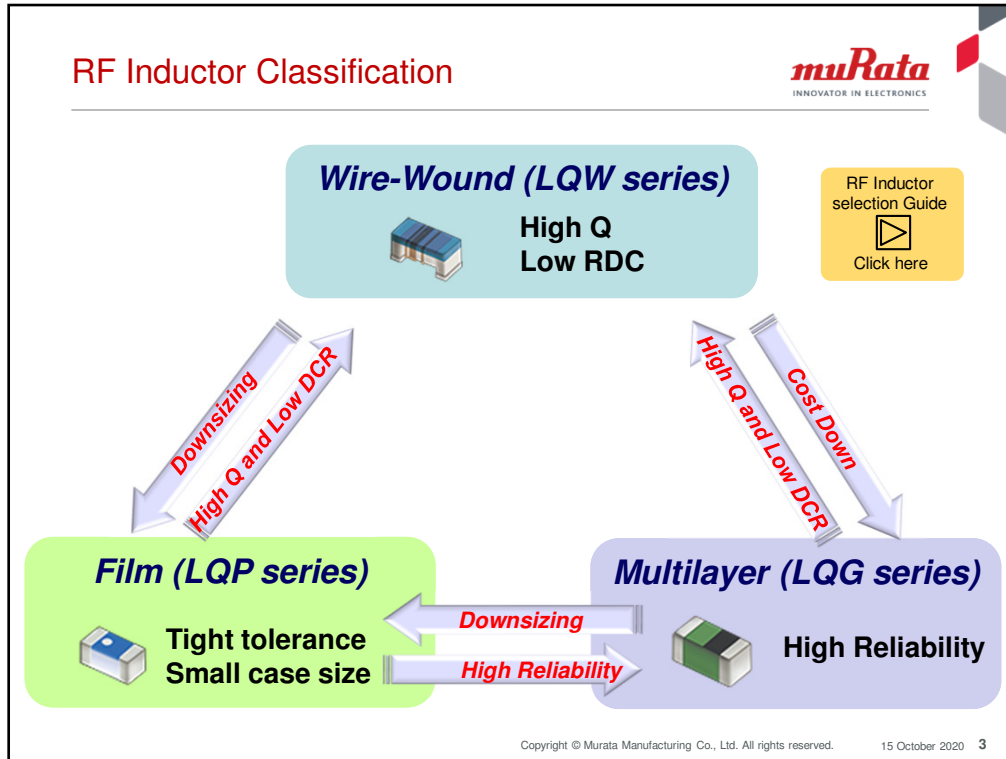 RF Inductor Classification
muRata
INNOVATOR IN ELECTRONICS
Wire-Wound (LQW series)
High Q
Low RDC
RF Inductor
selection Guide
Click here
Downsizing
High Q and Low DCR
High Q and Low DCR
Cost Down
Film (LQP series)
Tight tolerance
Small case size
Downsizing
High Reliability
Multilayer (LQG series)
High Reliability
Copyright © Murata Manufacturing Co., Ltd. All rights reserved. 15 October 2020 3